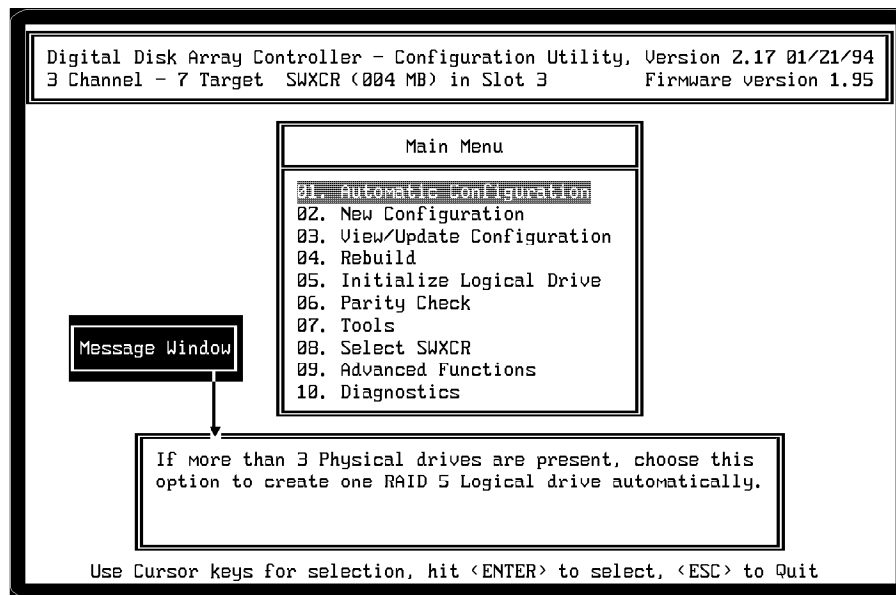 Digital Disk Array Controller - Configuration Utility, Version 2.17 01/21/94
3 Channel - 7 Target SWXCR (004 MB) in Slot 3 Firmware version 1.95
Main Menu
01. Automatic Configuration
02. New Configuration
03. View/Update Configuration
04. Rebuild
05. Initialize Logical Drive
06. Parity Check
07. Tools
08. Select SWXCR
09. Advanced Functions
10. Diagnostics
Message Window
If more than 3 Physical drives are present, choose this
option to create one RAID 5 Logical drive automatically.
Use Cursor keys for selection, hit <ENTER> to select, <ESC> to Quit